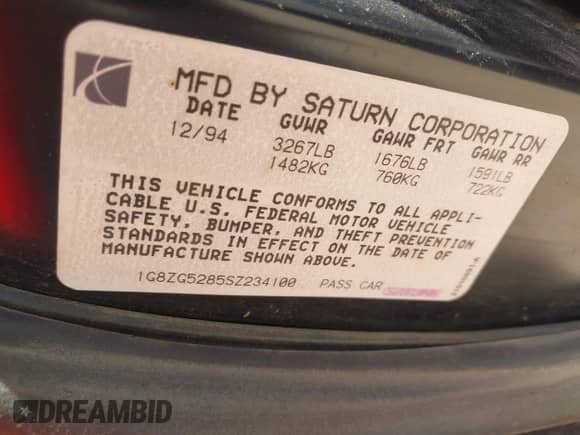 MFD BY SATURN CORPORATION
DATE GVWR GAWR FRT GAWR RR
12/94 3267LB 1676LB 1591LB
1482KG 760KG 722KG
THIS VEHICLE CONFORMS TO ALL APPLI-
CABLE U.S. FEDERAL MOTOR VEHICLE
SAFETY, BUMPER, AND THEFT PREVENTION
STANDARDS IN EFFECT ON THE DATE OF
MANUFACTURE SHOWN ABOVE.
1G8ZG5285SZ234100 PASS CAR
DREAMBID